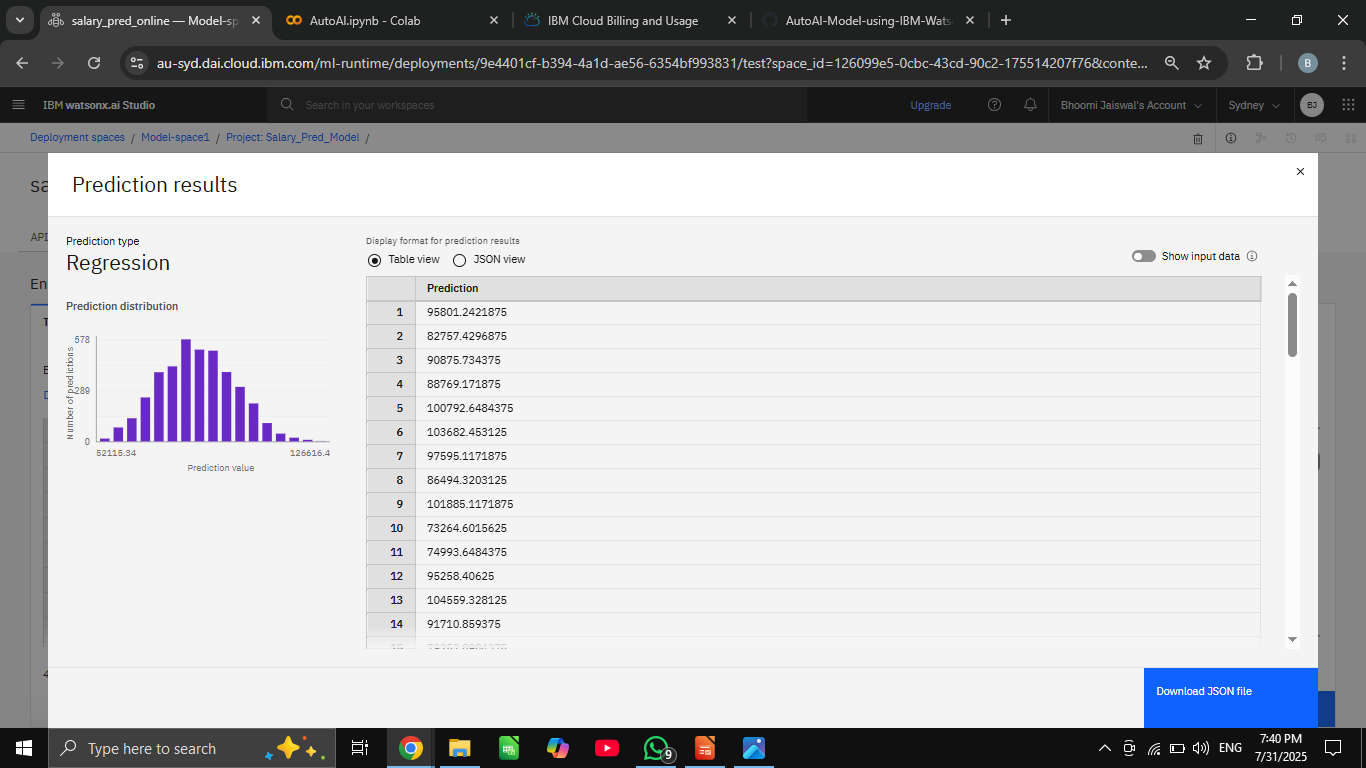 salary_pred_online — Model-sp
AutoAI.ipynb - Colab
IBM Cloud Billing and Usage
AutoAI-Model-using-IBM-Wats
au-syd.dai.cloud.ibm.com/ml-runtime/deployments/9e4401cf-b394-4a1d-ae56-6354bf993831/test?space_id=126099e5-0cbc-43cd-90c2-175514207f76&conte...
B
IBM watsonx.ai Studio
Search in your workspaces
Upgrade
Bhoomi Jaiswal's Account
Sydney
BJ
Deployment spaces / Model-space1 / Project: Salary_Pred_Model /
sa
API
En
Prediction results
Prediction type
Regression
Prediction distribution
Number of predictions
578
289
0
52115.34
126616.4
Prediction value
Display format for prediction results
Table view
JSON view
Show input data
Prediction
1 95801.2421875
2 82757.4296875
3 90875.734375
4 88769.171875
5 100792.6484375
6 103682.453125
7 97595.1171875
8 86494.3203125
9 101885.1171875
10 73264.6015625
11 74993.6484375
12 95258.40625
13 104559.328125
14 91710.859375
Download JSON file
Type here to search
9
ENG
7:40 PM
7/31/2025